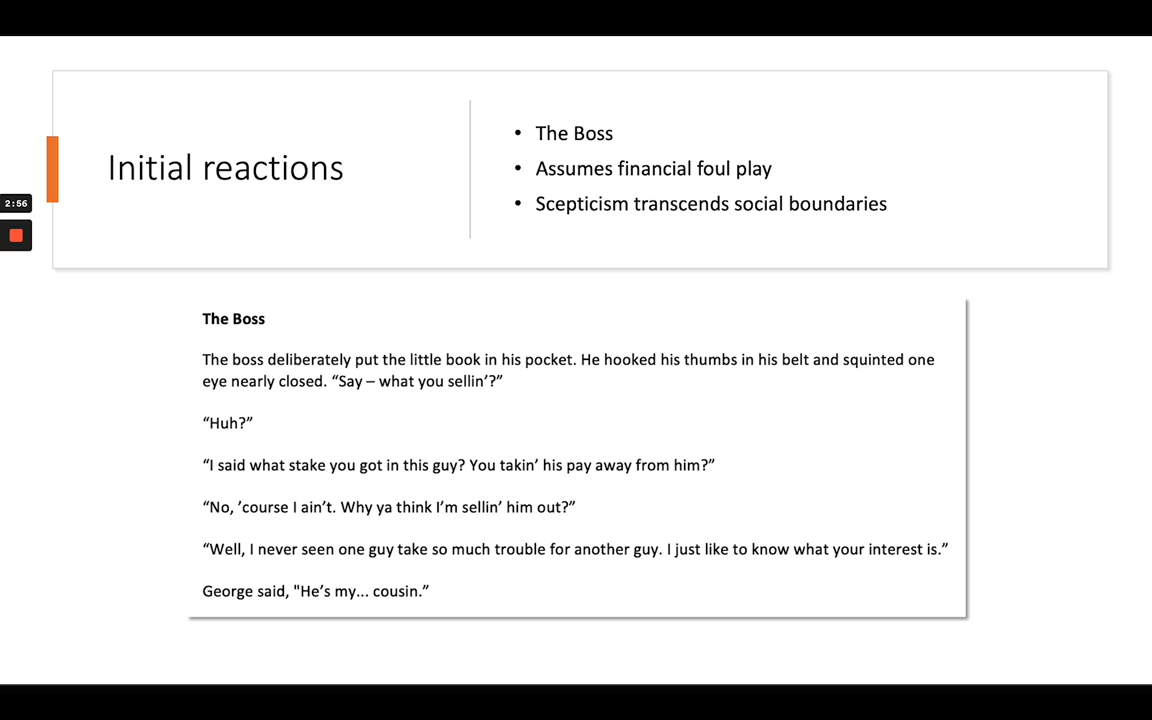 Initial reactions
• The Boss
• Assumes financial foul play
• Scepticism transcends social boundaries
2:56
The Boss
The boss deliberately put the little book in his pocket. He hooked his thumbs in his belt and squinted one
eye nearly closed. “Say – what you sellin’?”
“Huh?”
“I said what stake you got in this guy? You takin’ his pay away from him?”
“No, ’course I ain’t. Why ya think I’m sellin’ him out?”
“Well, I never seen one guy take so much trouble for another guy. I just like to know what your interest is.”
George said, "He’s my... cousin.”